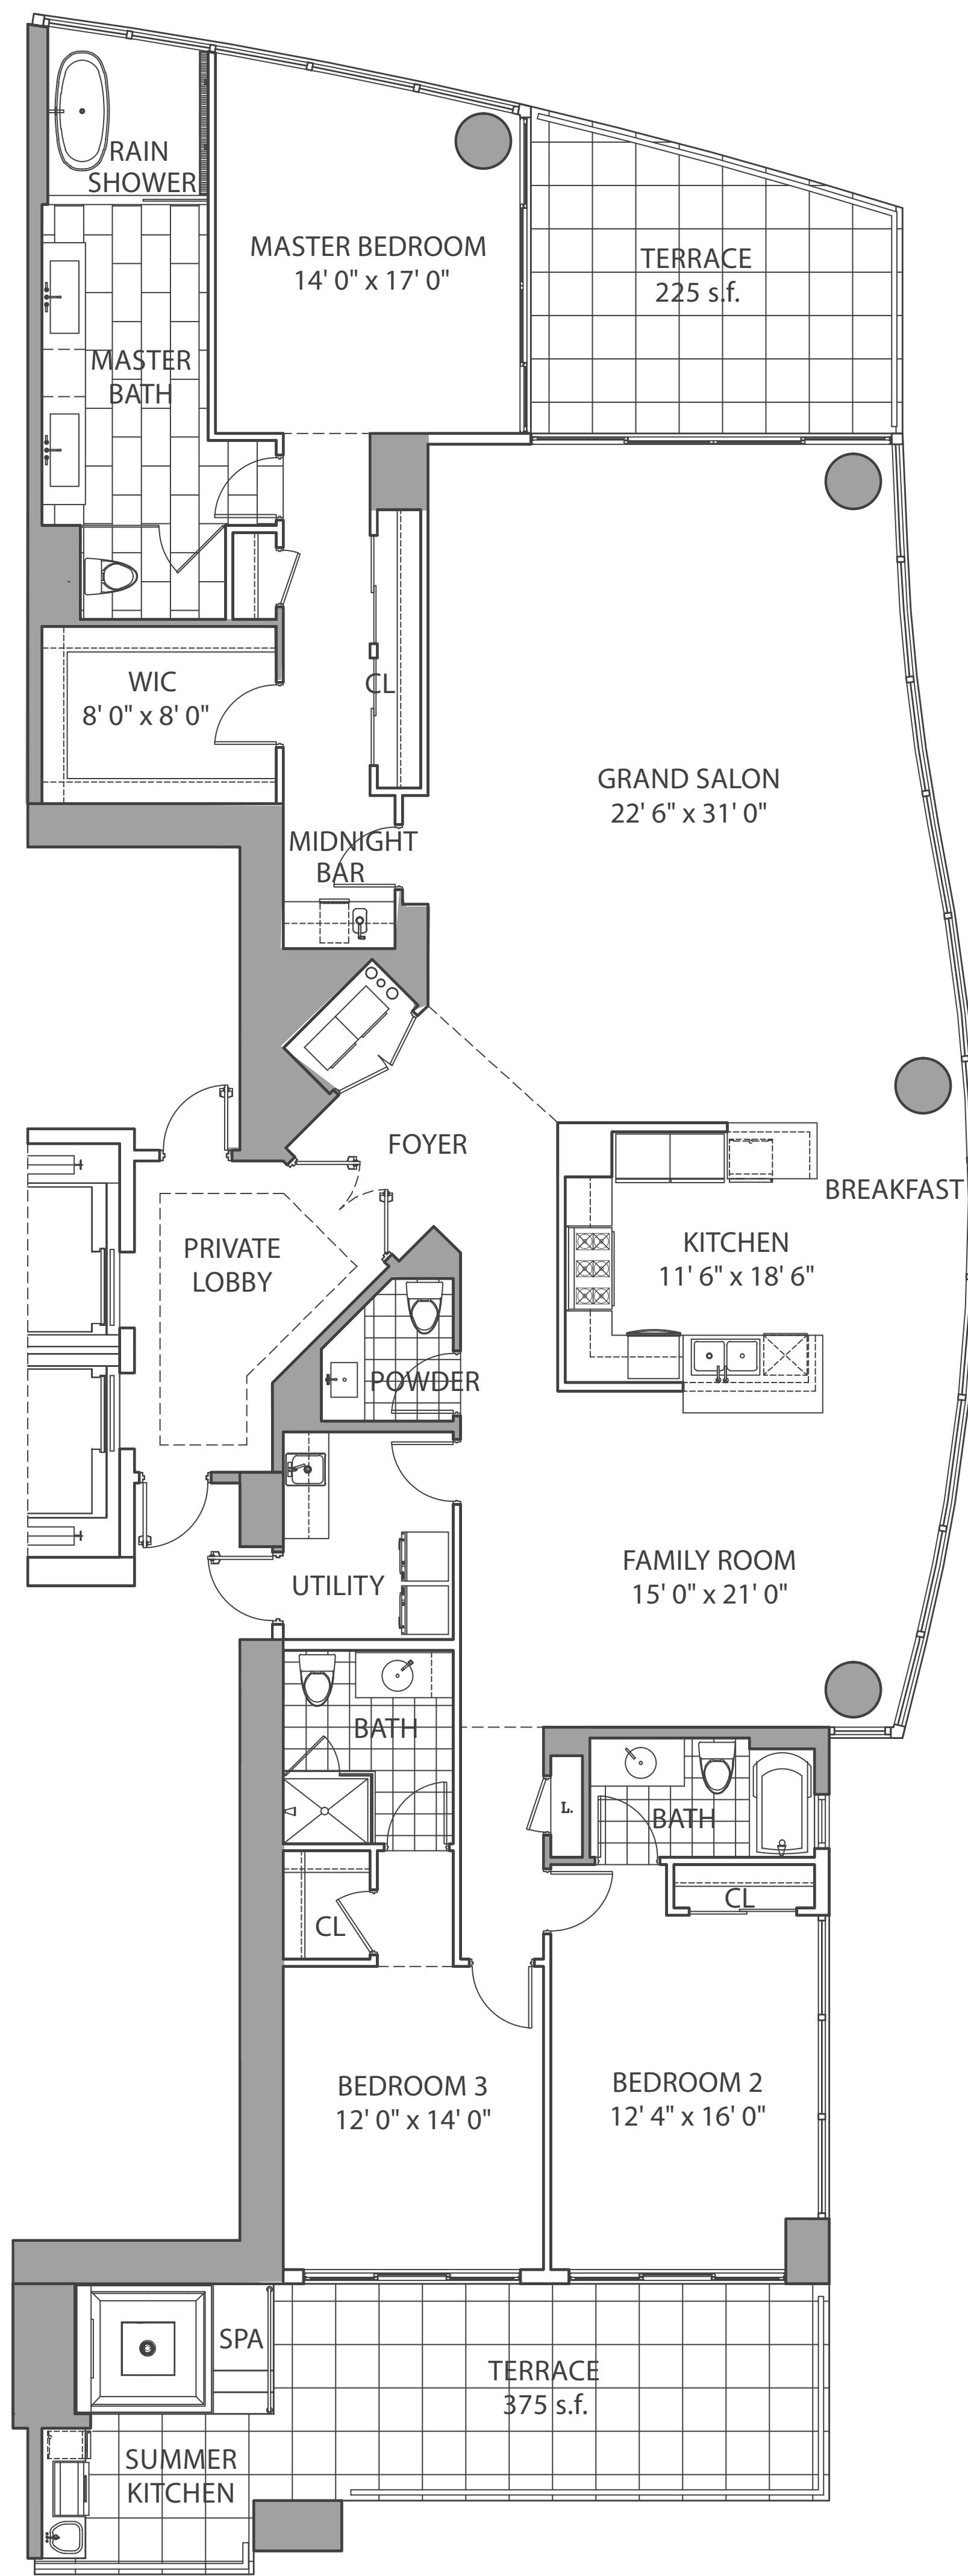 RAIN
SHOWER
MASTER BEDROOM
14' 0" x 17' 0"
TERRACE
225 s.f.
MASTER
BATH
WIC
8' 0" x 8' 0"
CL
GRAND SALON
22' 6" x 31' 0"
MIDNIGHT
BAR
FOYER
BREAKFAST
PRIVATE
LOBBY
KITCHEN
11' 6" x 18' 6"
POWDER
FAMILY ROOM
15' 0" x 21' 0"
UTILITY
BATH
L.
BATH
CL
CL
BEDROOM 3
12' 0" x 14' 0"
BEDROOM 2
12' 4" x 16' 0"
SPA
TERRACE
375 s.f.
SUMMER
KITCHEN